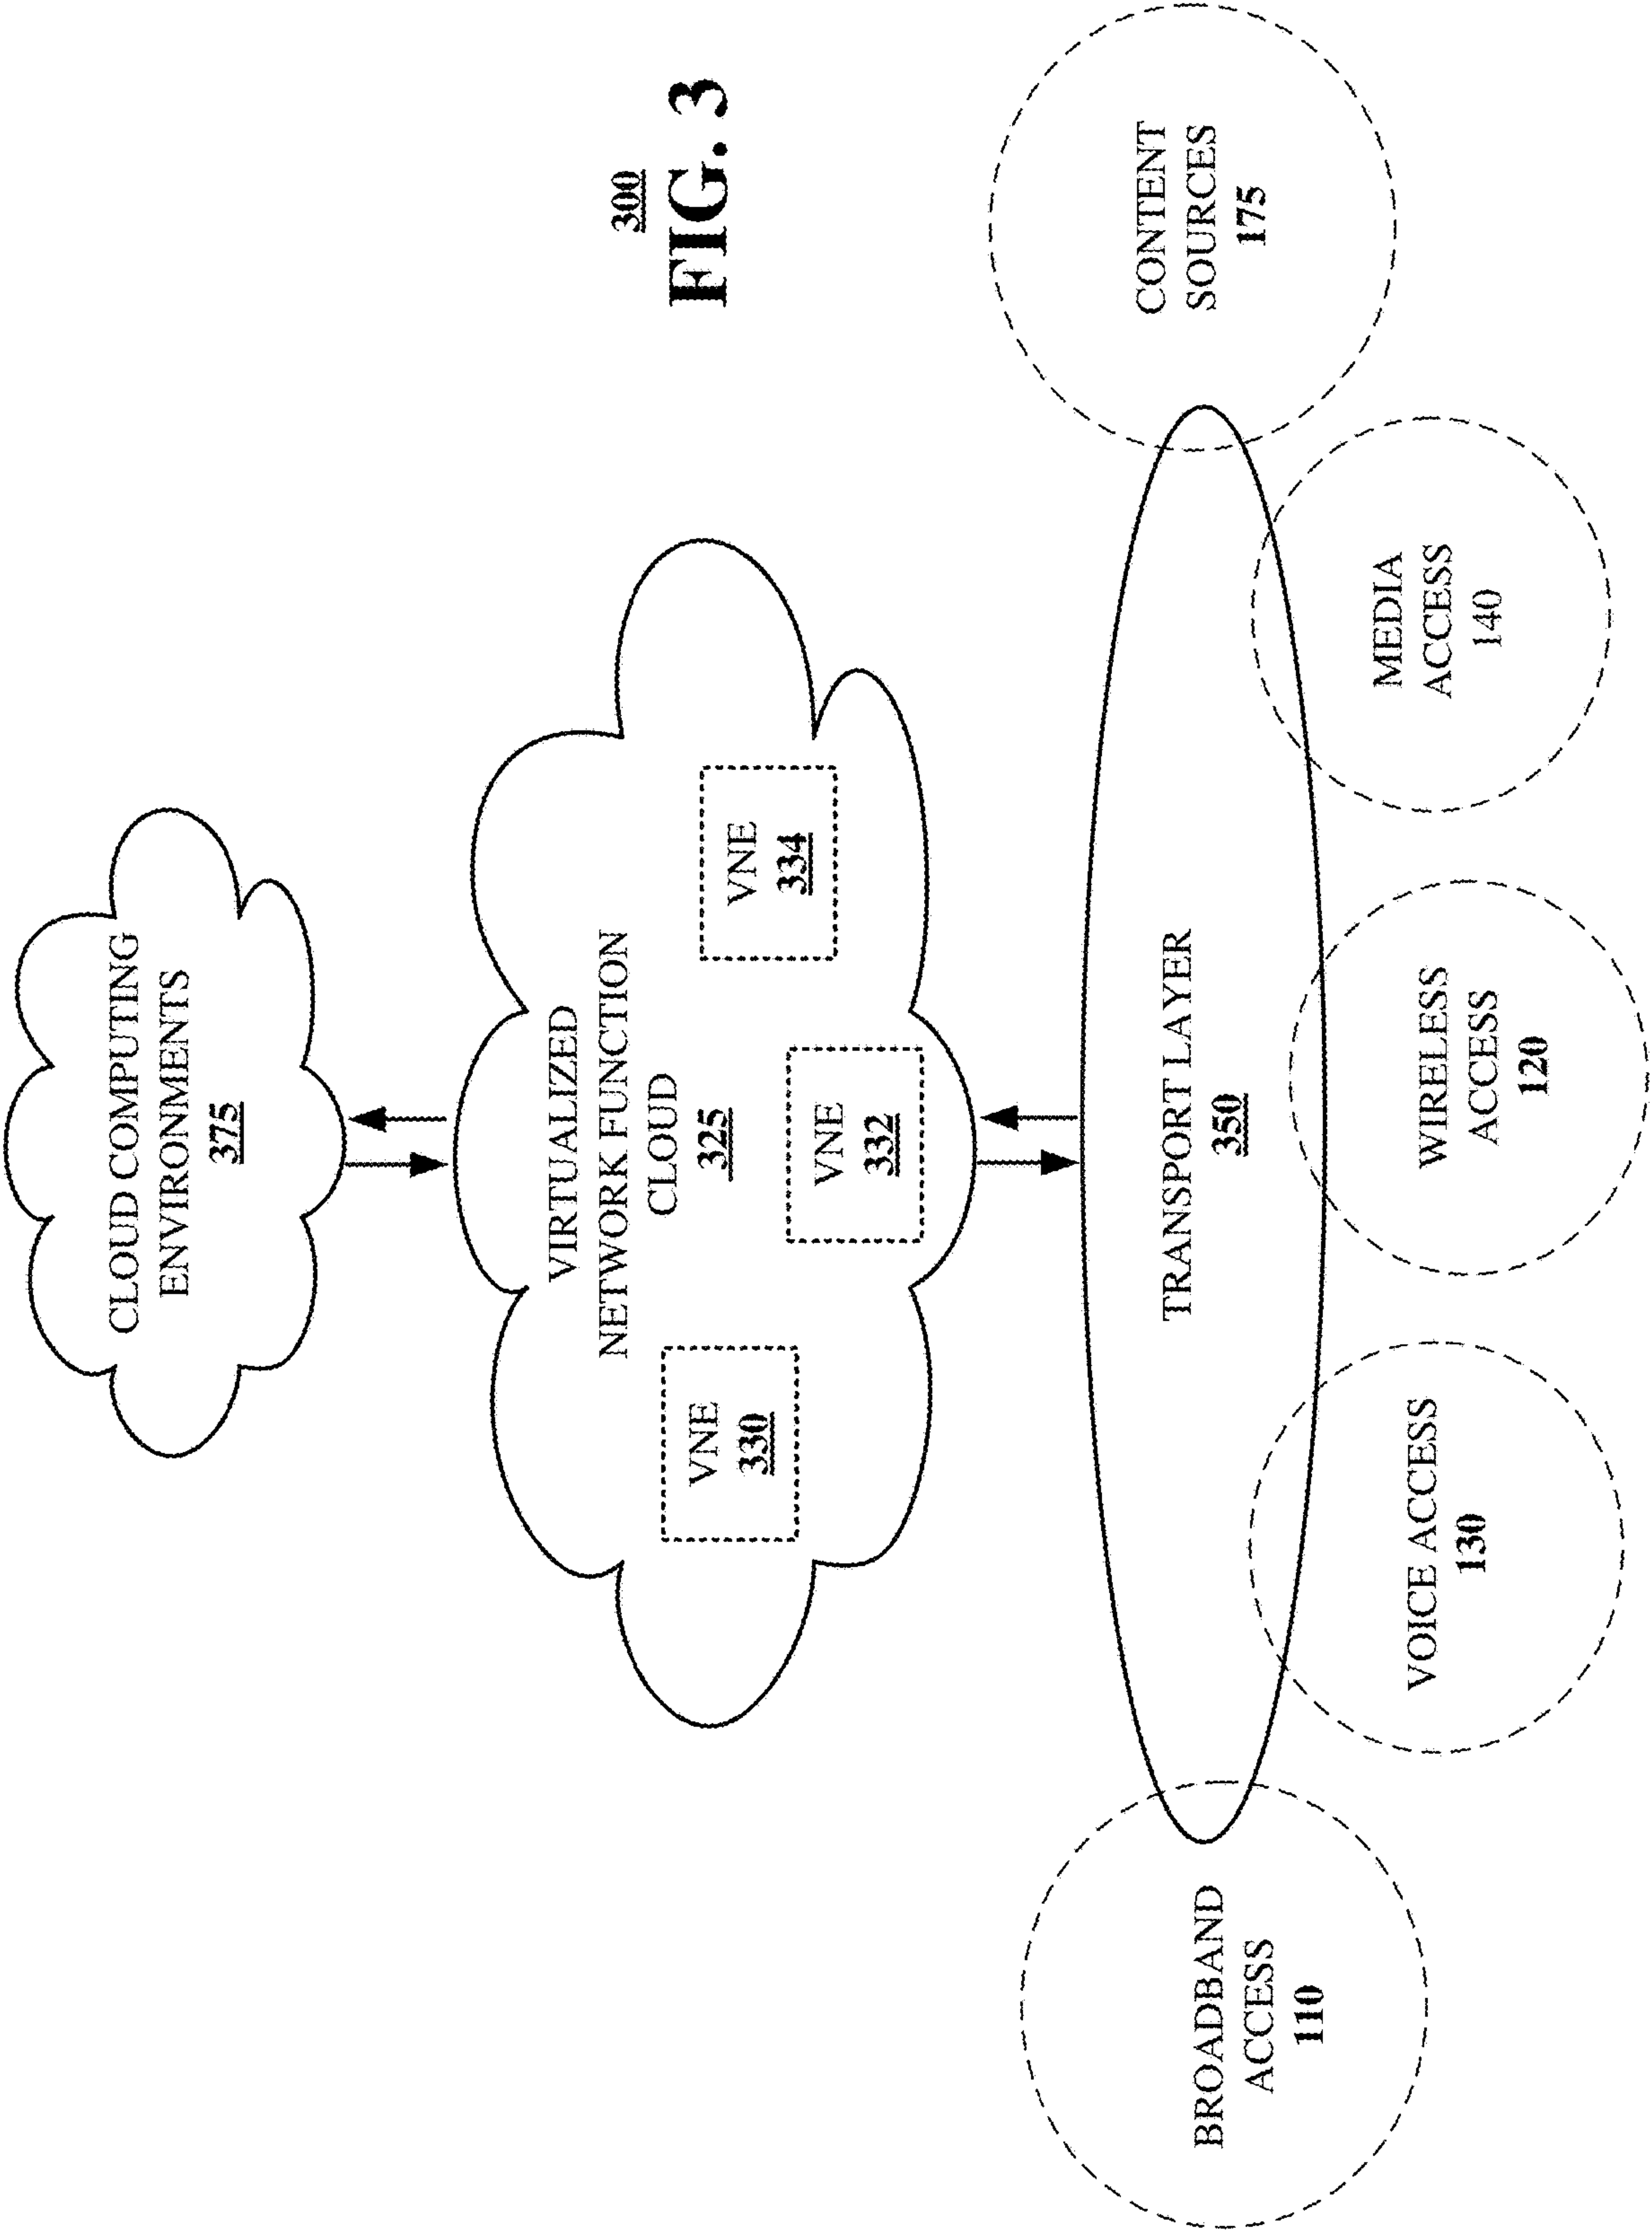 CLOUD COMPUTING
ENVIRONMENTS
375
VIRTUALIZED
NETWORK FUNCTION
CLOUD
325
VNE
330
VNE
332
VNE
334
TRANSPORT LAYER
350
BROADBAND
ACCESS
110
VOICE ACCESS
130
WIRELESS
ACCESS
120
MEDIA
ACCESS
140
CONTENT
SOURCES
175
300
FIG. 3